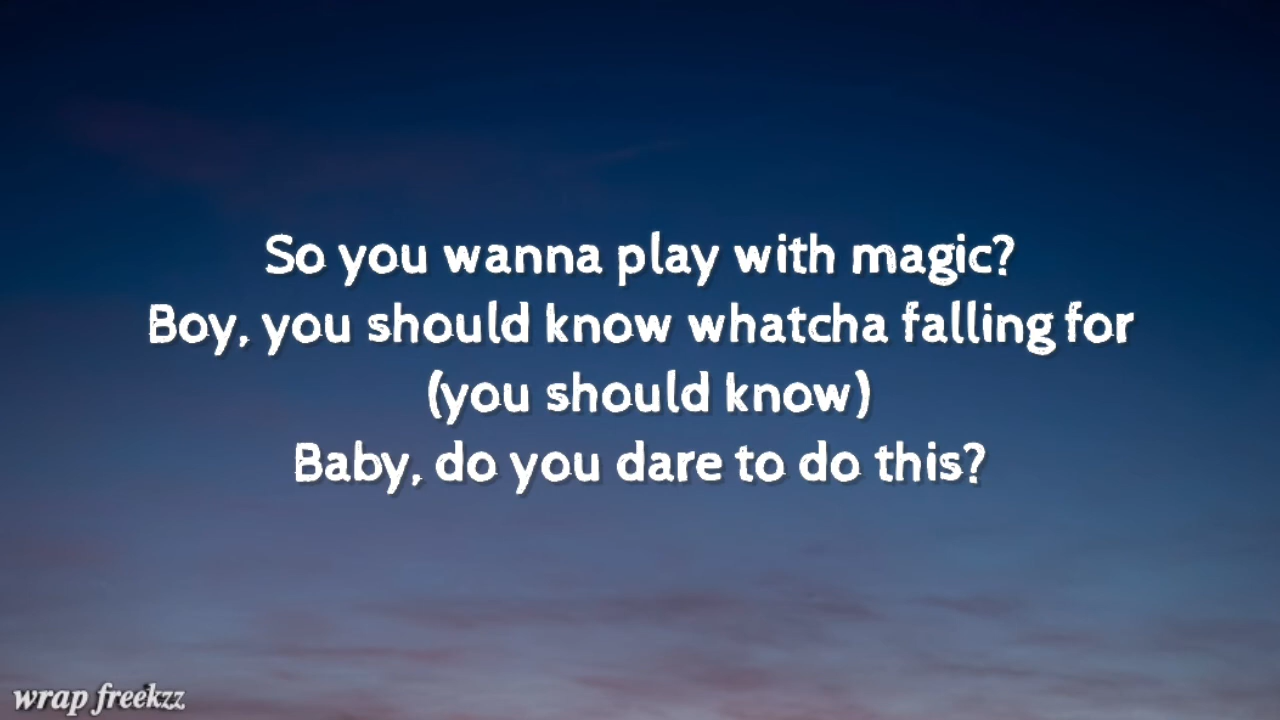 So you wanna play with magic?
Boy, you should know whatcha falling for
(you should know)
Baby, do you dare to do this?
wrap freekzz